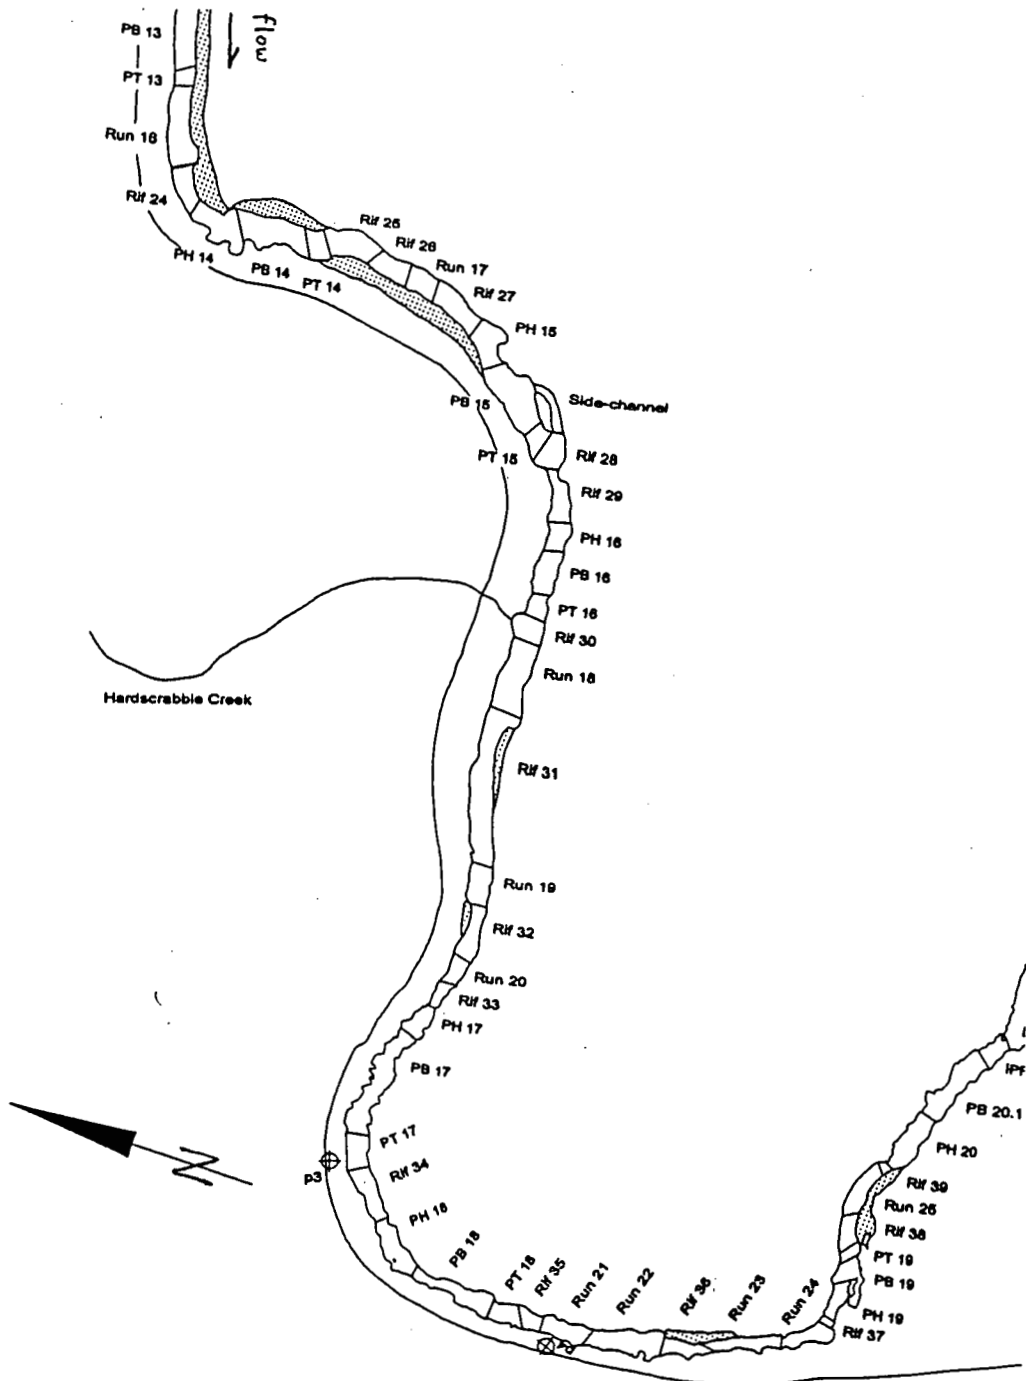 flow
PB 13
PT 13
Run 16
Rif 24
PH 14
PB 14
PT 14
Rif 25
Rif 26
Run 17
Rif 27
PH 15
PB 15
Side-channel
PT 15
Rif 28
Rif 29
PH 16
PB 16
PT 16
Rif 30
Run 18
Hardscrabble Creek
Rif 31
Run 19
Rif 32
Run 20
Rif 33
PH 17
PB 17
PT 17
Rif 34
P3
N
PH 18
PB 18
PT 18
Rif 35
Run 21
Run 22
Rif 36
Run 23
Run 24
Rif 37
PH 19
PB 19
PT 19
Rif 38
Run 25
Rif 39
PH 20
PB 20.1